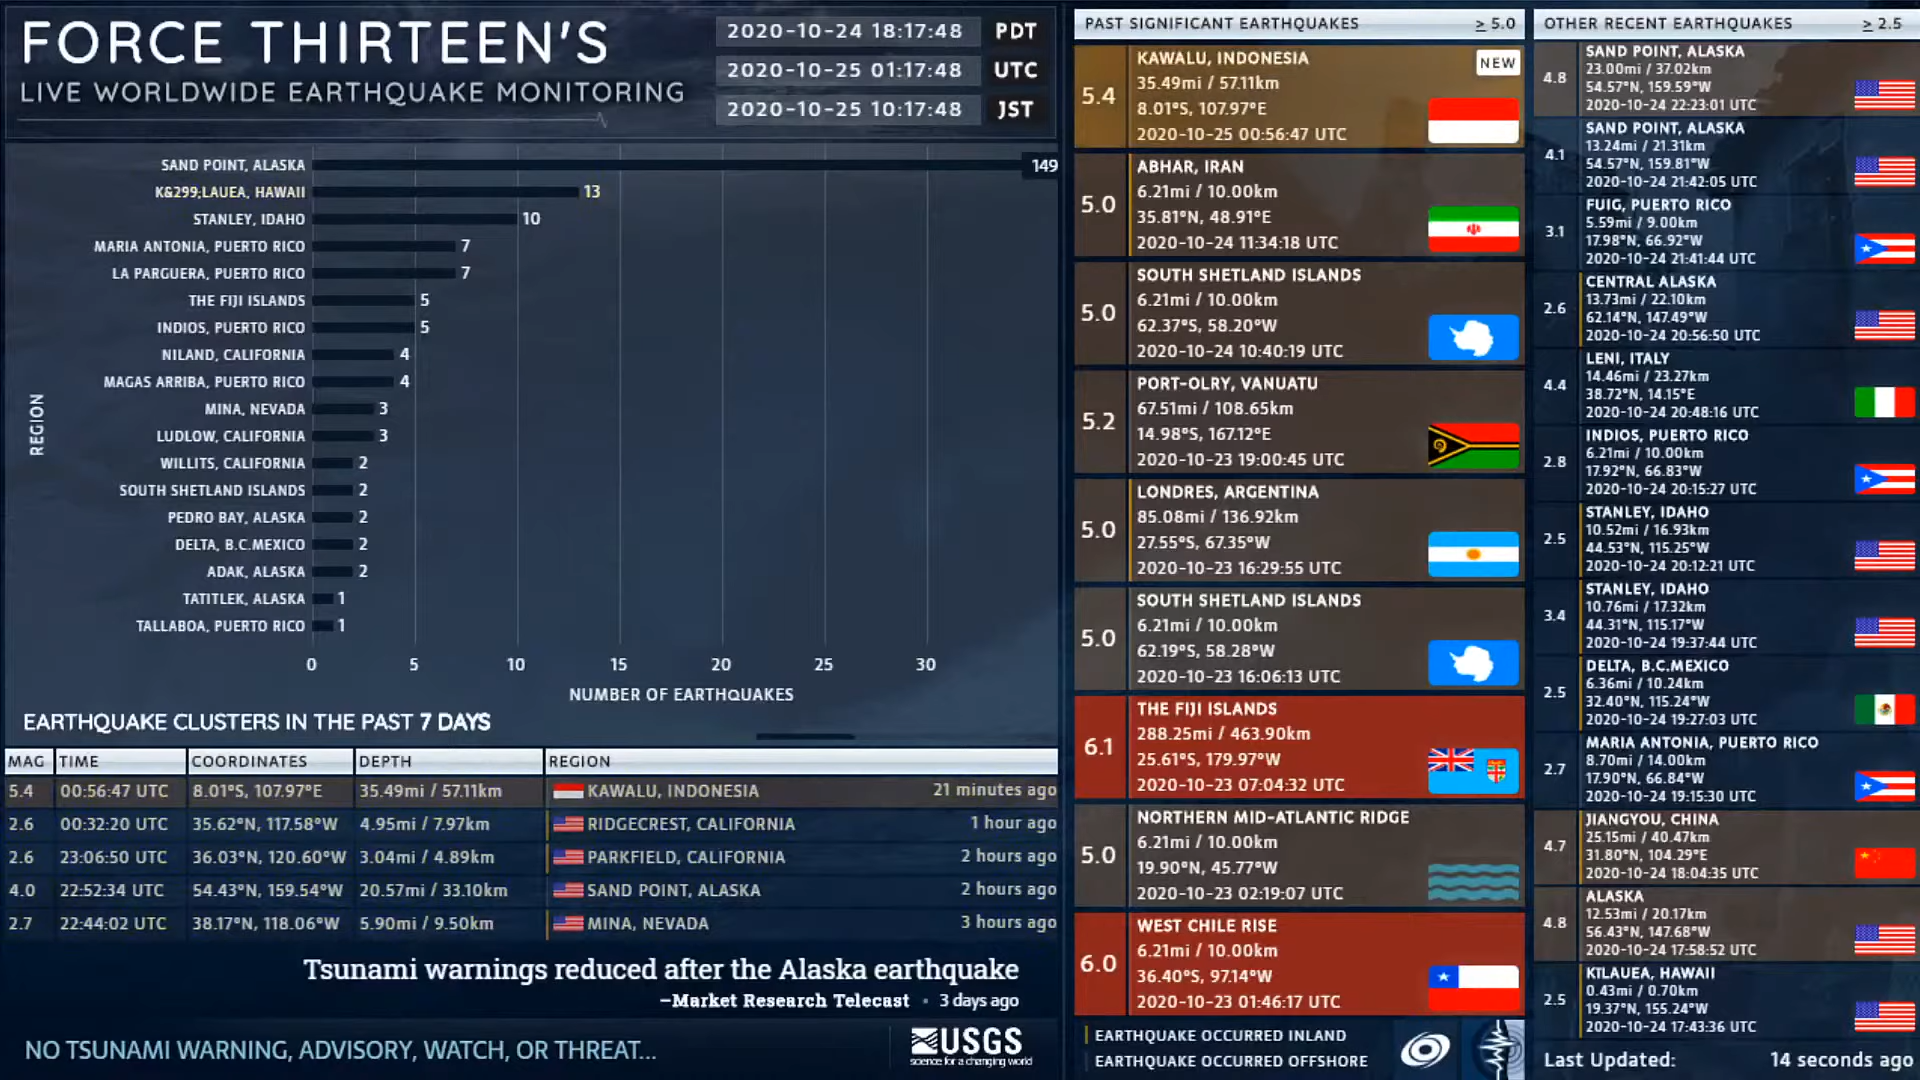 FORCE THIRTEEN'S
LIVE WORLDWIDE EARTHQUAKE MONITORING
2020-10-24 18:17:48 PDT
2020-10-25 01:17:48 UTC
2020-10-25 10:17:48 JST
SAND POINT, ALASKA 149
K&299;LAUEA, HAWAII 13
STANLEY, IDAHO 10
MARIA ANTONIA, PUERTO RICO 7
LA PARGUERA, PUERTO RICO 7
THE FIJI ISLANDS 5
INDIOS, PUERTO RICO 5
NILAND, CALIFORNIA 4
MAGAS ARRIBA, PUERTO RICO 4
MINA, NEVADA 3
LUDLOW, CALIFORNIA 3
WILLITS, CALIFORNIA 2
SOUTH SHETLAND ISLANDS 2
PEDRO BAY, ALASKA 2
DELTA, B.C.MEXICO 2
ADAK, ALASKA 2
TATITLEK, ALASKA 1
TALLABOA, PUERTO RICO 1
REGION
0 5 10 15 20 25 30
NUMBER OF EARTHQUAKES
EARTHQUAKE CLUSTERS IN THE PAST 7 DAYS
MAG TIME COORDINATES DEPTH REGION
5.4 00:56:47 UTC 8.01°S, 107.97°E 35.49mi / 57.11km KAWALU, INDONESIA 21 minutes ago
2.6 00:32:20 UTC 35.62°N, 117.58°W 4.95mi / 7.97km RIDGECREST, CALIFORNIA 1 hour ago
2.6 23:06:50 UTC 36.03°N, 120.60°W 3.04mi / 4.89km PARKFIELD, CALIFORNIA 2 hours ago
4.0 22:52:34 UTC 54.43°N, 159.54°W 20.57mi / 33.10km SAND POINT, ALASKA 2 hours ago
2.7 22:44:02 UTC 38.17°N, 118.06°W 5.90mi / 9.50km MINA, NEVADA 3 hours ago
Tsunami warnings reduced after the Alaska earthquake
–Market Research Telecast • 3 days ago
NO TSUNAMI WARNING, ADVISORY, WATCH, OR THREAT...
USGS
science for a changing world
PAST SIGNIFICANT EARTHQUAKES ≥ 5.0
5.4
KAWALU, INDONESIA NEW
35.49mi / 57.11km
8.01°S, 107.97°E
2020-10-25 00:56:47 UTC
5.0
ABHAR, IRAN
6.21mi / 10.00km
35.81°N, 48.91°E
2020-10-24 11:34:18 UTC
5.0
SOUTH SHETLAND ISLANDS
6.21mi / 10.00km
62.37°S, 58.20°W
2020-10-24 10:40:19 UTC
5.2
PORT-OLRY, VANUATU
67.51mi / 108.65km
14.98°S, 167.12°E
2020-10-23 19:00:45 UTC
5.0
LONDRES, ARGENTINA
85.08mi / 136.92km
27.55°S, 67.35°W
2020-10-23 16:29:55 UTC
5.0
SOUTH SHETLAND ISLANDS
6.21mi / 10.00km
62.19°S, 58.28°W
2020-10-23 16:06:13 UTC
6.1
THE FIJI ISLANDS
288.25mi / 463.90km
25.61°S, 179.97°W
2020-10-23 07:04:32 UTC
5.0
NORTHERN MID-ATLANTIC RIDGE
6.21mi / 10.00km
19.90°N, 45.77°W
2020-10-23 02:19:07 UTC
6.0
WEST CHILE RISE
6.21mi / 10.00km
36.40°S, 97.14°W
2020-10-23 01:46:17 UTC
EARTHQUAKE OCCURRED INLAND
EARTHQUAKE OCCURRED OFFSHORE
OTHER RECENT EARTHQUAKES ≥ 2.5
4.8
SAND POINT, ALASKA
23.00mi / 37.02km
54.57°N, 159.59°W
2020-10-24 22:23:01 UTC
4.1
SAND POINT, ALASKA
13.24mi / 21.31km
54.57°N, 159.81°W
2020-10-24 21:42:05 UTC
3.1
FUIG, PUERTO RICO
5.59mi / 9.00km
17.98°N, 66.92°W
2020-10-24 21:41:44 UTC
2.6
CENTRAL ALASKA
13.73mi / 22.10km
62.14°N, 147.49°W
2020-10-24 20:56:50 UTC
4.4
LENI, ITALY
14.46mi / 23.27km
38.72°N, 14.15°E
2020-10-24 20:48:16 UTC
2.8
INDIOS, PUERTO RICO
6.21mi / 10.00km
17.92°N, 66.83°W
2020-10-24 20:15:27 UTC
2.5
STANLEY, IDAHO
10.52mi / 16.93km
44.53°N, 115.25°W
2020-10-24 20:12:21 UTC
3.4
STANLEY, IDAHO
10.76mi / 17.32km
44.31°N, 115.17°W
2020-10-24 19:37:44 UTC
2.5
DELTA, B.C.MEXICO
6.36mi / 10.24km
32.40°N, 115.24°W
2020-10-24 19:27:03 UTC
2.7
MARIA ANTONIA, PUERTO RICO
8.70mi / 14.00km
17.90°N, 66.84°W
2020-10-24 19:15:30 UTC
4.7
JIANGYOU, CHINA
25.15mi / 40.47km
31.80°N, 104.29°E
2020-10-24 18:04:35 UTC
4.8
ALASKA
12.53mi / 20.17km
56.43°N, 147.68°W
2020-10-24 17:58:52 UTC
2.5
KĪLAUEA, HAWAII
0.43mi / 0.70km
19.37°N, 155.24°W
2020-10-24 17:43:36 UTC
Last Updated: 14 seconds ago